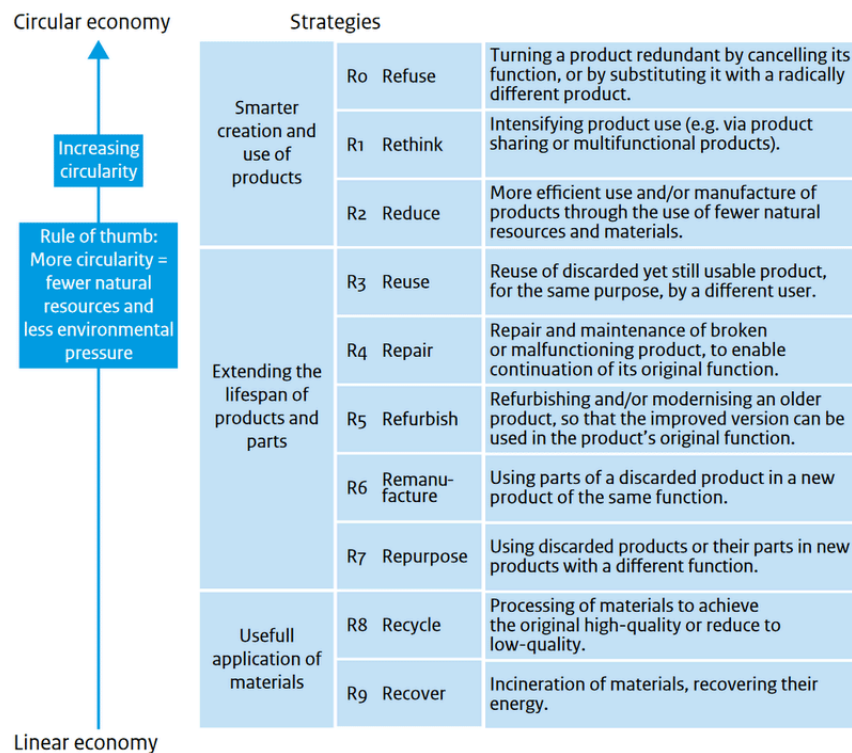 Circular economy
Strategies
Increasing
circularity
Rule of thumb:
More circularity =
fewer natural
resources and
less environmental
pressure
Linear economy
Smarter
creation and
use of
products
R0 Refuse
Turning a product redundant by cancelling its
function, or by substituting it with a radically
different product.
R1 Rethink
Intensifying product use (e.g. via product
sharing or multifunctional products).
R2 Reduce
More efficient use and/or manufacture of
products through the use of fewer natural
resources and materials.
Extending the
lifespan of
products and
parts
R3 Reuse
Reuse of discarded yet still usable product,
for the same purpose, by a different user.
R4 Repair
Repair and maintenance of broken
or malfunctioning product, to enable
continuation of its original function.
R5 Refurbish
Refurbishing and/or modernising an older
product, so that the improved version can be
used in the product's original function.
R6 Remanu-
facture
Using parts of a discarded product in a new
product of the same function.
R7 Repurpose
Using discarded products or their parts in new
products with a different function.
Usefull
application of
materials
R8 Recycle
Processing of materials to achieve
the original high-quality or reduce to
low-quality.
R9 Recover
Incineration of materials, recovering their
energy.